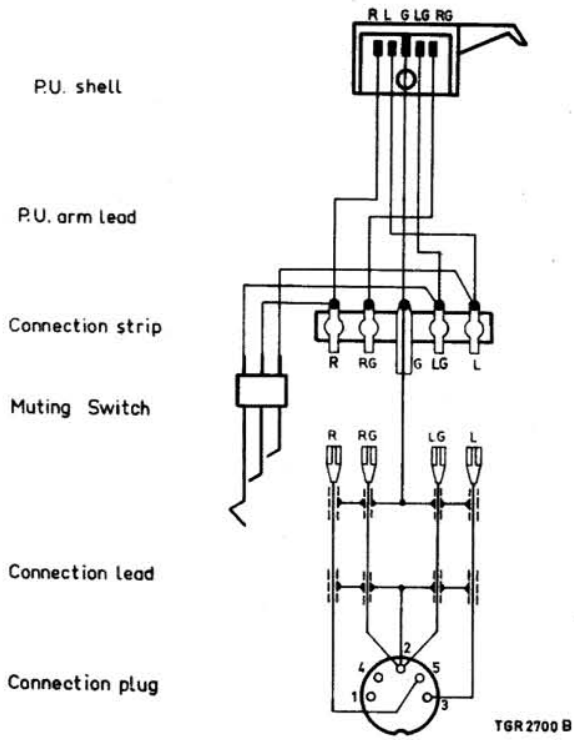 R L G LG RG
P.U. shell
P.U. arm lead
Connection strip
R RG G LG L
Muting Switch
R RG LG L
Connection lead
2
4 5
1 3
Connection plug
TGR 2700 B